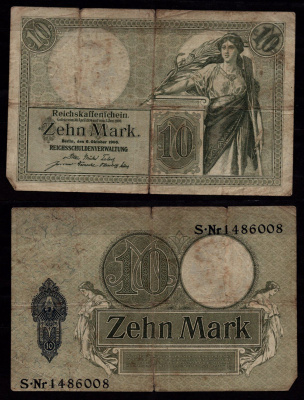 10
10
Reichskassenschein.
Zehn Mark.
10
Berlin, den 6. Oktober 1906.
REICHSSCHULDENVERWALTUNG
S·Nr 1486008
10
Zehn Mark
10
S·Nr 1486008